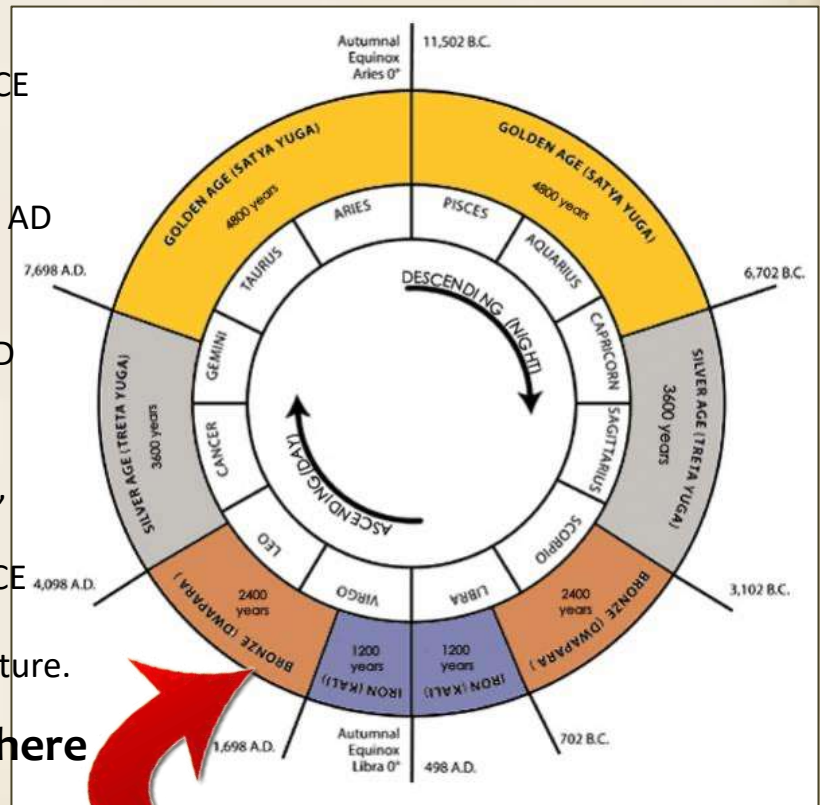 CE
AD
D
,
CE
ture.
here
Autumnal
Equinox
Aries 0°
11,502 B.C.
GOLDEN AGE (SATYA YUGA)
4800 years
GOLDEN AGE (SATYA YUGA)
4800 years
ARIES
PISCES
TAURUS
AQUARIUS
7,698 A.D.
6,702 B.C.
DESCENDING (NIGHT)
GEMINI
CAPRICORN
SILVER AGE (TRETA YUGA)
3600 years
SILVER AGE (TRETA YUGA)
3600 years
CANCER
SAGITTARIUS
ASCENDING (DAY)
LEO
SCORPIO
VIRGO
LIBRA
4,098 A.D.
3,102 B.C.
2400
years
BRONZE (DWAPARA)
2400
years
BRONZE (DWAPARA)
1200
years
IRON (KALI)
1200
years
IRON (KALI)
1,698 A.D.
702 B.C.
Autumnal
Equinox
Libra 0°
498 A.D.